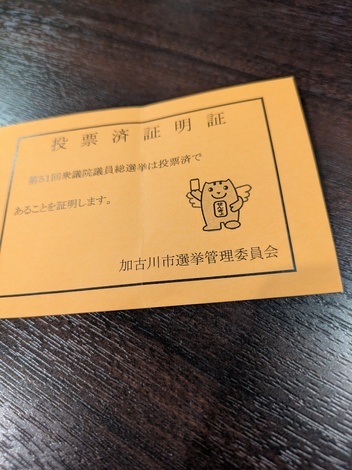 投票済証明証
第51回衆議院議員総選挙は投票済で
あることを証明します。
加古川市選挙管理委員会